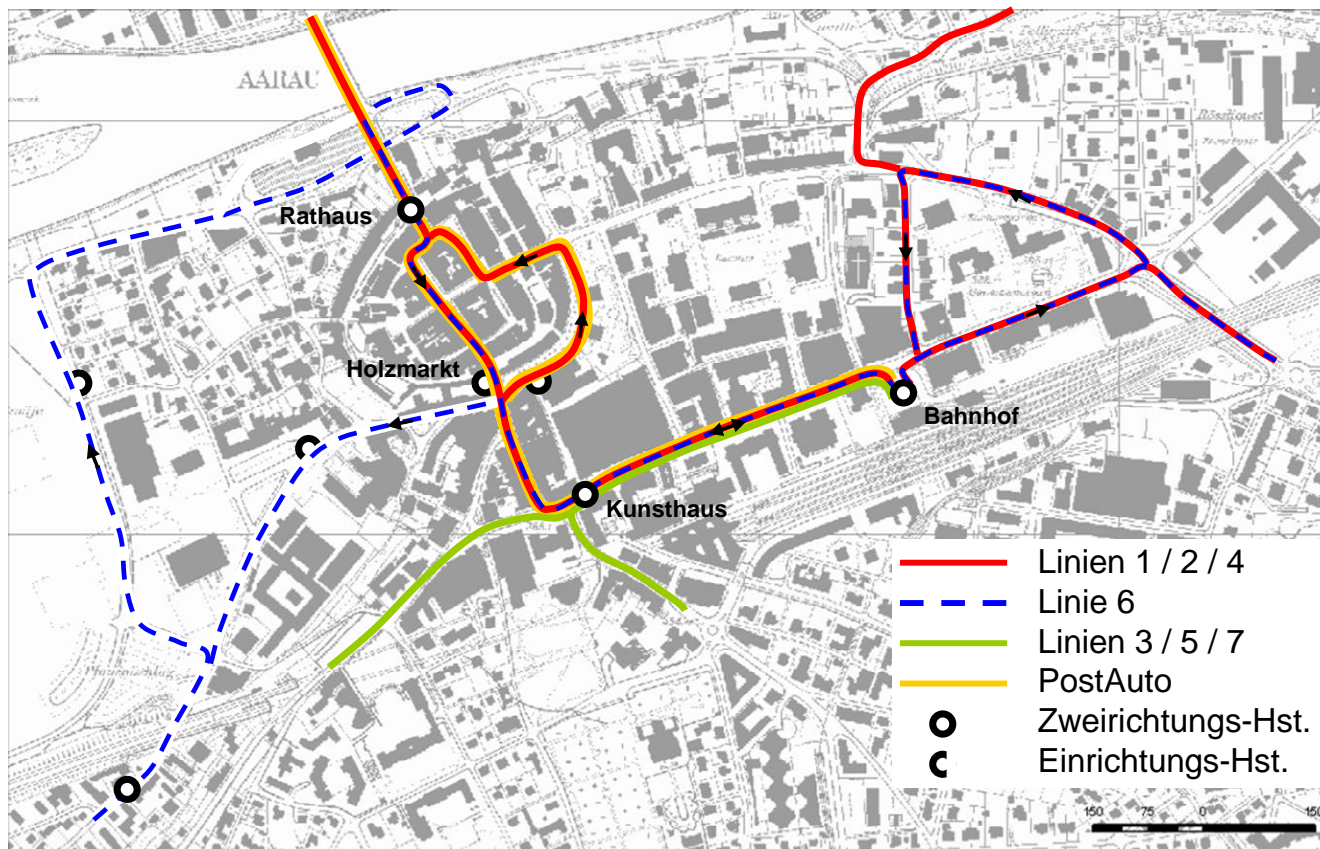 AARAU
Rathaus
Holzmarkt
Bahnhof
Kunsthaus
Linien 1 / 2 / 4
Linie 6
Linien 3 / 5 / 7
PostAuto
Zweirichtungs-Hst.
Einrichtungs-Hst.
150 75 0 150